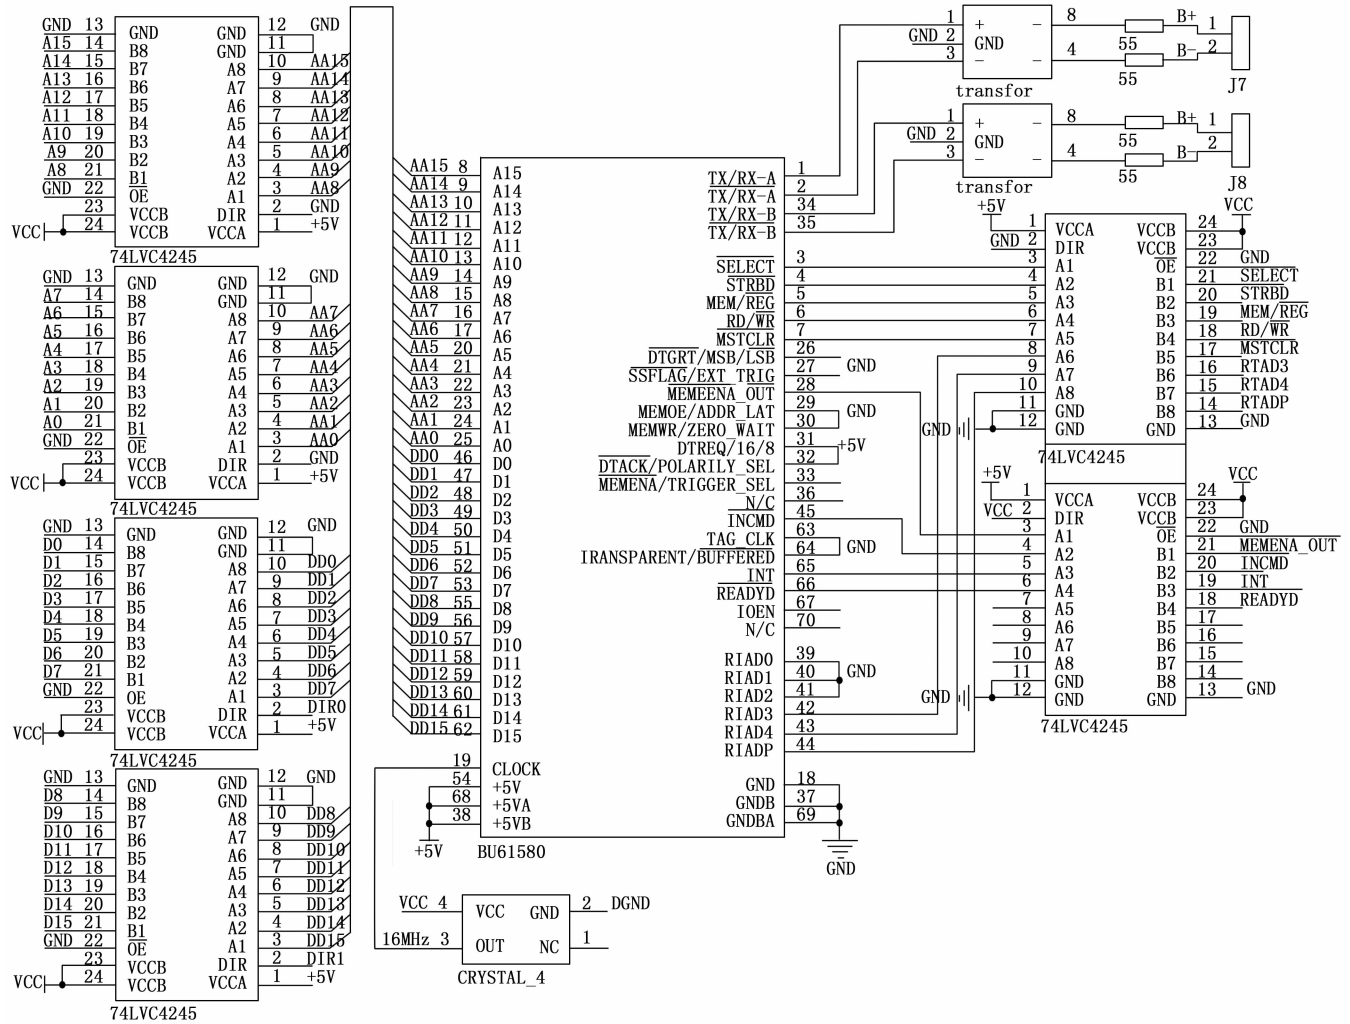 GND 13 GND 12 GND
A15 14 B8 GND 11
A14 15 B7 A8 10 AA15
A13 16 B6 A7 9 AA14
A12 17 B5 A6 8 AA13
A11 18 B4 A5 7 AA12
A10 19 B3 A4 6 AA11
A9 20 B2 A3 5 AA10
A8 21 B1 A2 4 AA9
GND 22 OE A1 3 AA8
23 VCCB DIR 2 GND
VCC 24 VCCB VCCA 1 +5V
74LVC4245
GND 13 GND 12 GND
A7 14 B8 GND 11
A6 15 B7 A8 10 AA7
A5 16 B6 A7 9 AA6
A4 17 B5 A6 8 AA5
A3 18 B4 A5 7 AA4
A2 19 B3 A4 6 AA3
A1 20 B2 A3 5 AA2
A0 21 B1 A2 4 AA1
GND 22 OE A1 3 AA0
23 VCCB DIR 2 GND
VCC 24 VCCB VCCA 1 +5V
74LVC4245
GND 13 GND 12 GND
D0 14 B8 GND 11
D1 15 B7 A8 10 DD0
D2 16 B6 A7 9 DD1
D3 17 B5 A6 8 DD2
D4 18 B4 A5 7 DD3
D5 19 B3 A4 6 DD4
D6 20 B2 A3 5 DD5
D7 21 B1 A2 4 DD6
GND 22 OE A1 3 DD7
23 VCCB DIR 2 DIR0
VCC 24 VCCB VCCA 1 +5V
74LVC4245
GND 13 GND 12 GND
D8 14 B8 GND 11
D9 15 B7 A8 10 DD8
D10 16 B6 A7 9 DD9
D11 17 B5 A6 8 DD10
D12 18 B4 A5 7 DD11
D13 19 B3 A4 6 DD12
D14 20 B2 A3 5 DD13
D15 21 B1 A2 4 DD14
GND 22 OE A1 3 DD15
23 VCCB DIR 2 DIR1
VCC 24 VCCB VCCA 1 +5V
74LVC4245
AA15 8 A15
AA14 9 A14
AA13 10 A13
AA12 11 A12
AA11 12 A11
AA10 13 A10
AA9 14 A9
AA8 15 A8
AA7 16 A7
AA6 17 A6
AA5 20 A5
AA4 21 A4
AA3 22 A3
AA2 23 A2
AA1 24 A1
AA0 25 A0
DD0 46 D0
DD1 47 D1
DD2 48 D2
DD3 49 D3
DD4 50 D4
DD5 51 D5
DD6 52 D6
DD7 53 D7
DD8 55 D8
DD9 56 D9
DD10 57 D10
DD11 58 D11
DD12 59 D12
DD13 60 D13
DD14 61 D14
DD15 62 D15
19 CLOCK
54 +5V
68 +5VA
38 +5VB
+5V
BU61580
TX/RX-A 1
TX/RX-A 2
TX/RX-B 34
TX/RX-B 35
SELECT 3
STRBD 4
MEM/REG 5
RD/WR 6
MSTCLR 7
DTGRT/MSB/LSB 26
SSFLAG/EXT_TRIG 27 GND
MEMEENA_OUT 28
MEMOE/ADDR_LAT 29
MEMWR/ZERO_WAIT 30 GND
DTREQ/16/8 31 +5V
DTACK/POLARILY_SEL 32
MEMENA/TRIGGER_SEL 33
N/C 36
INCMD 45
TAG_CLK 63
IRANSPARENT/BUFFERED 64 GND
INT 65
READYD 66
IOEN 67
N/C 70
RIAD0 39
RIAD1 40 GND
RIAD2 41
RIAD3 42
RIAD4 43
RIADP 44
GND 18
GNDB 37
GNDBA 69
GND
VCC 4 VCC GND 2 DGND
16MHz 3 OUT NC 1
CRYSTAL_4
1 + - 8 55 B+ 1
GND 2 GND
3 - - 4 55 B- 2
transfor J7
1 + - 8 55 B+ 1
GND 2 GND
3 - - 4 55 B- 2
transfor J8
+5V 1 VCCA VCCB 24 VCC
GND 2 DIR VCCB 23
3 A1 OE 22 GND
4 A2 B1 21 SELECT
5 A3 B2 20 STRBD
6 A4 B3 19 MEM/REG
7 A5 B4 18 RD/WR
8 A6 B5 17 MSTCLR
9 A7 B6 16 RTAD3
10 A8 B7 15 RTAD4
11 GND B8 14 RTADP
GND 12 GND GND 13 GND
74LVC4245
+5V 1 VCCA VCCB 24 VCC
VCC 2 DIR VCCB 23
3 A1 OE 22 GND
4 A2 B1 21 MEMENA_OUT
5 A3 B2 20 INCMD
6 A4 B3 19 INT
7 A5 B4 18 READYD
8 A6 B5 17
9 A7 B6 16
10 A8 B7 15
11 GND B8 14
GND 12 GND GND 13 GND
74LVC4245